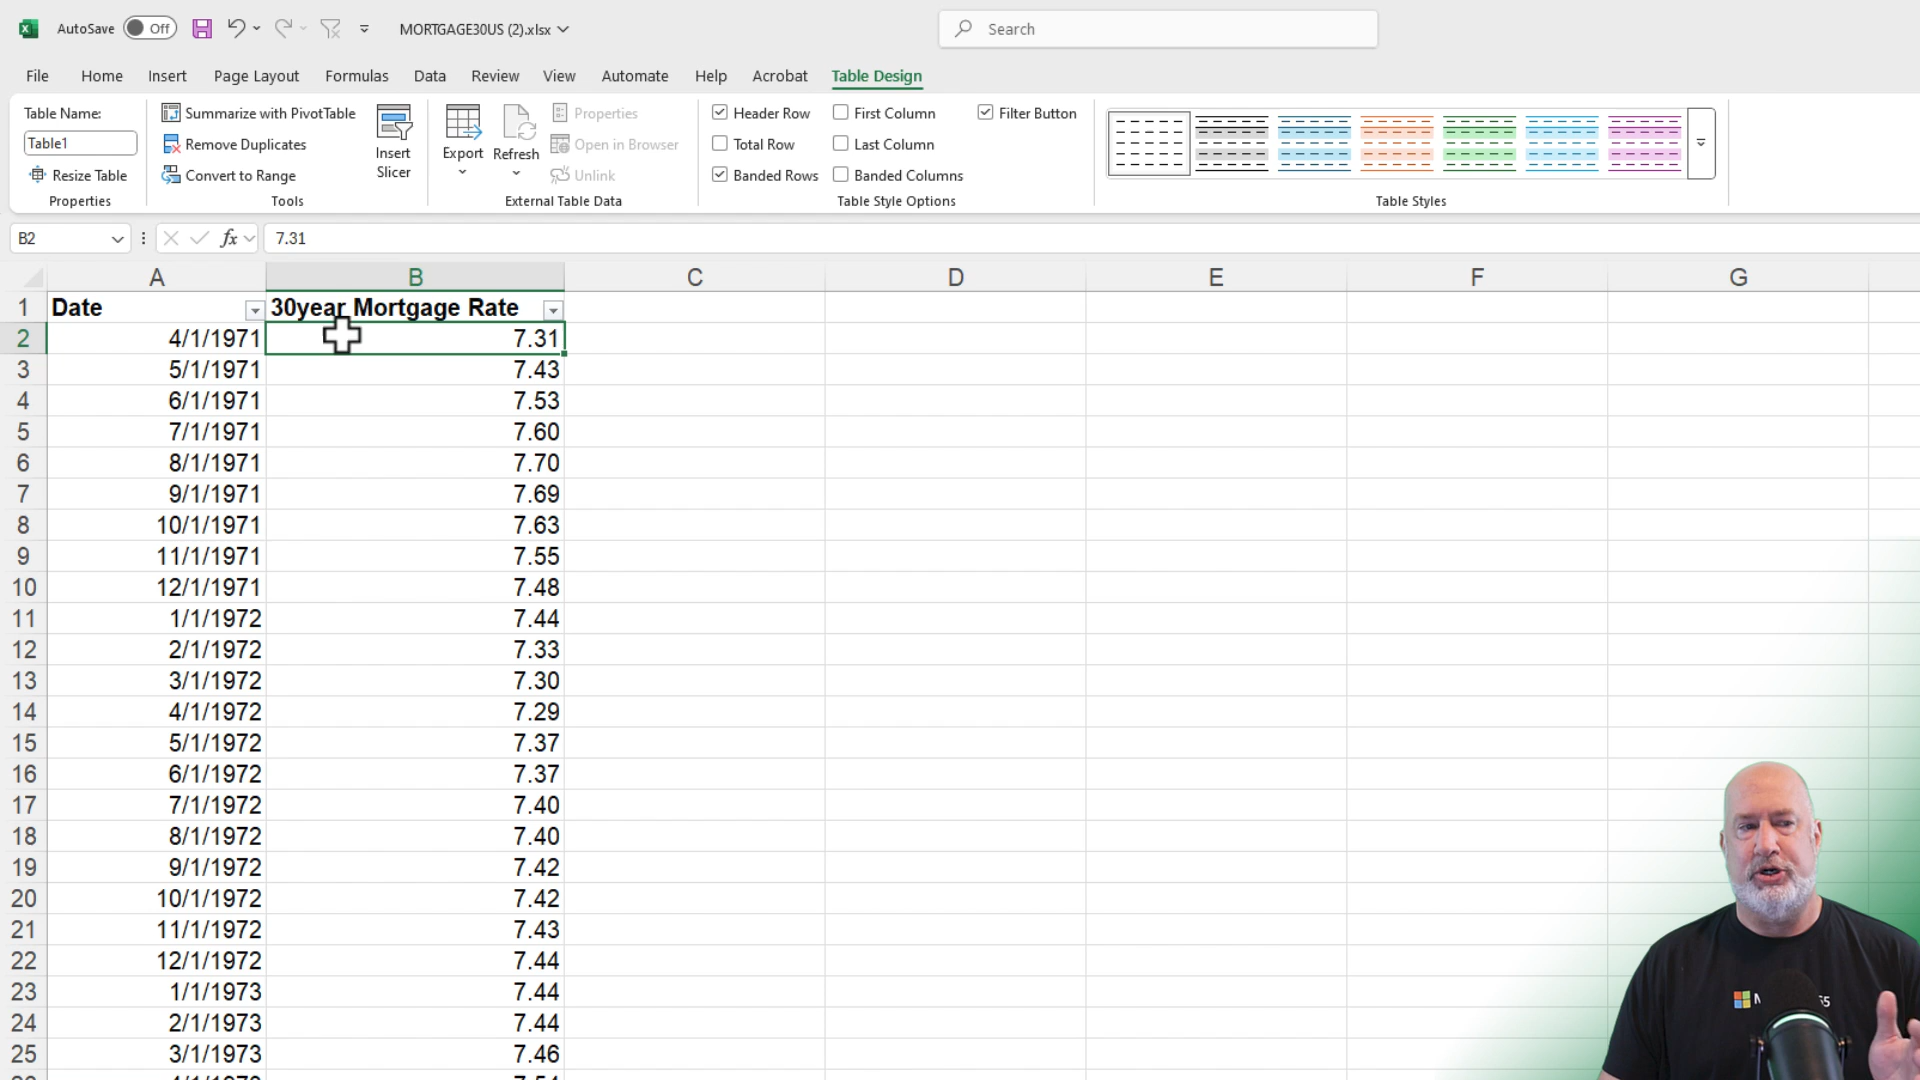 AutoSave Off MORTGAGE30US (2).xlsx Search
File Home Insert Page Layout Formulas Data Review View Automate Help Acrobat Table Design
Table Name:
Table1
Resize Table
Properties
Summarize with PivotTable
Remove Duplicates
Convert to Range
Tools
Insert
Slicer
Export
Refresh
Properties
Open in Browser
Unlink
External Table Data
Header Row First Column Filter Button
Total Row Last Column
Banded Rows Banded Columns
Table Style Options
Table Styles
B2 fx 7.31
A B C D E F G
1 Date 30year Mortgage Rate
2 4/1/1971 7.31
3 5/1/1971 7.43
4 6/1/1971 7.53
5 7/1/1971 7.60
6 8/1/1971 7.70
7 9/1/1971 7.69
8 10/1/1971 7.63
9 11/1/1971 7.55
10 12/1/1971 7.48
11 1/1/1972 7.44
12 2/1/1972 7.33
13 3/1/1972 7.30
14 4/1/1972 7.29
15 5/1/1972 7.37
16 6/1/1972 7.37
17 7/1/1972 7.40
18 8/1/1972 7.40
19 9/1/1972 7.42
20 10/1/1972 7.42
21 11/1/1972 7.43
22 12/1/1972 7.44
23 1/1/1973 7.44
24 2/1/1973 7.44
25 3/1/1973 7.46